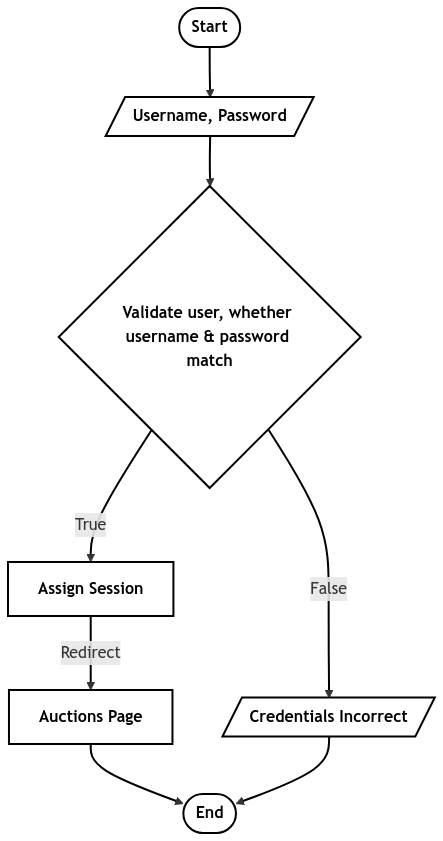 Start
Username, Password
Validate user, whether
username & password
match
True
Assign Session
False
Redirect
Auctions Page
Credentials Incorrect
End